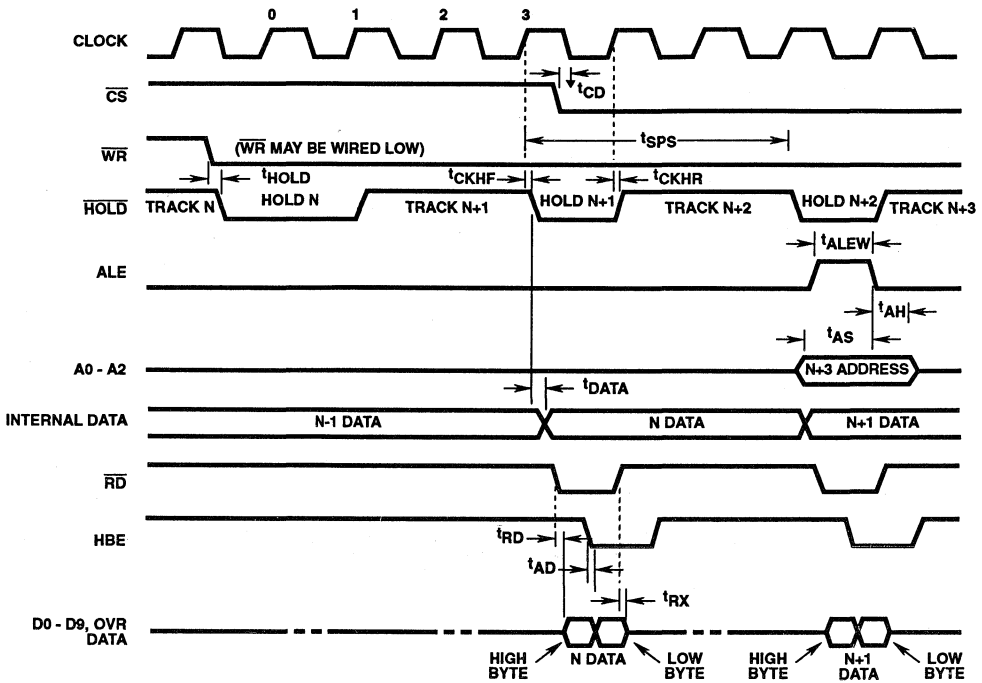 0 1 2 3
CLOCK
tCD
CS
tSPS
WR
(WR MAY BE WIRED LOW)
tHOLD
tCKHF
tCKHR
HOLD
TRACK N
HOLD N
TRACK N+1
HOLD N+1
TRACK N+2
HOLD N+2
TRACK N+3
tALEW
ALE
tAH
tAS
A0 - A2
N+3 ADDRESS
tDATA
INTERNAL DATA
N-1 DATA
N DATA
N+1 DATA
RD
HBE
tRD
tAD
tRX
D0 - D9, OVR
DATA
HIGH
BYTE
N DATA
LOW
BYTE
HIGH
BYTE
N+1
DATA
LOW
BYTE